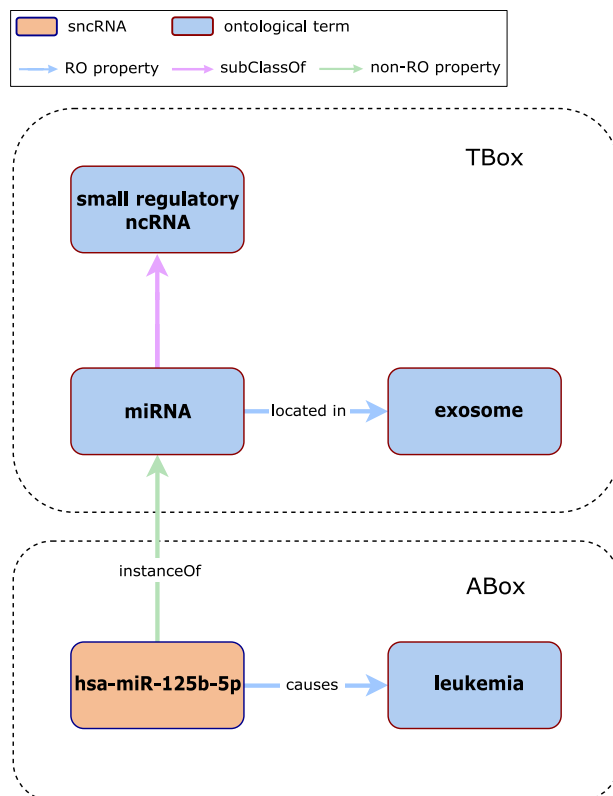 sncRNA
ontological term
RO property
subClassOf
non-RO property
TBox
small regulatory
ncRNA
miRNA
located in
exosome
instanceOf
ABox
hsa-miR-125b-5p
causes
leukemia